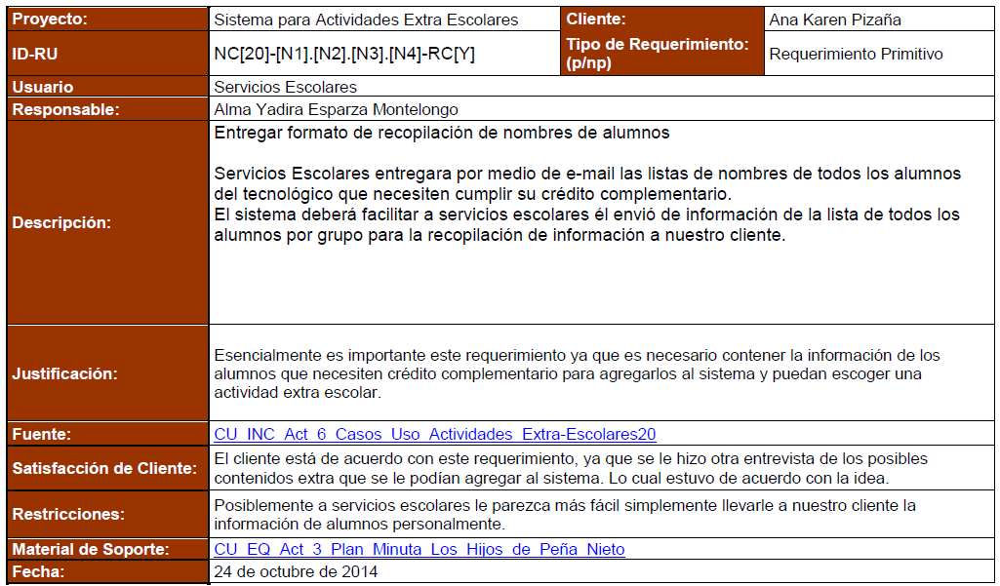 Proyecto: Sistema para Actividades Extra Escolares Cliente: Ana Karen Pizaña
ID-RU NC[20]-[N1].[N2].[N3].[N4]-RC[Y] Tipo de Requerimiento: (p/np) Requerimiento Primitivo
Usuario Servicios Escolares
Responsable: Alma Yadira Esparza Montelongo
Descripción:
Entregar formato de recopilación de nombres de alumnos
Servicios Escolares entregara por medio de e-mail las listas de nombres de todos los alumnos
del tecnológico que necesiten cumplir su crédito complementario.
El sistema deberá facilitar a servicios escolares él envió de información de la lista de todos los
alumnos por grupo para la recopilación de información a nuestro cliente.
Justificación:
Esencialmente es importante este requerimiento ya que es necesario contener la información de los
alumnos que necesiten crédito complementario para agregarlos al sistema y puedan escoger una
actividad extra escolar.
Fuente: CU_INC_Act_6_Casos_Uso_Actividades_Extra-Escolares20
Satisfacción de Cliente:
El cliente está de acuerdo con este requerimiento, ya que se le hizo otra entrevista de los posibles
contenidos extra que se le podían agregar al sistema. Lo cual estuvo de acuerdo con la idea.
Restricciones:
Posiblemente a servicios escolares le parezca más fácil simplemente llevarle a nuestro cliente la
información de alumnos personalmente.
Material de Soporte: CU_EQ_Act_3_Plan_Minuta_Los_Hijos_de_Peña_Nieto
Fecha: 24 de octubre de 2014